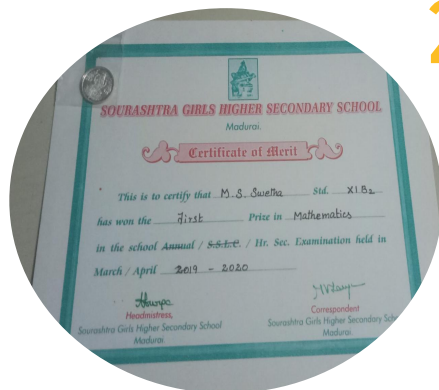 SOURASHTRA GIRLS HIGHER SECONDARY SCHOOL
Madurai.
Certificate of Merit
This is to certify that M.S. Swetha Std. XI B2
has won the First Prize in Mathematics
in the school Annual / S.S.L.C. / Hr. Sec. Examination held in
March / April 2019 - 2020
Headmistress, Correspondent
Sourashtra Girls Higher Secondary School Sourashtra Girls Higher Secondary Sch
Madurai. Madurai.